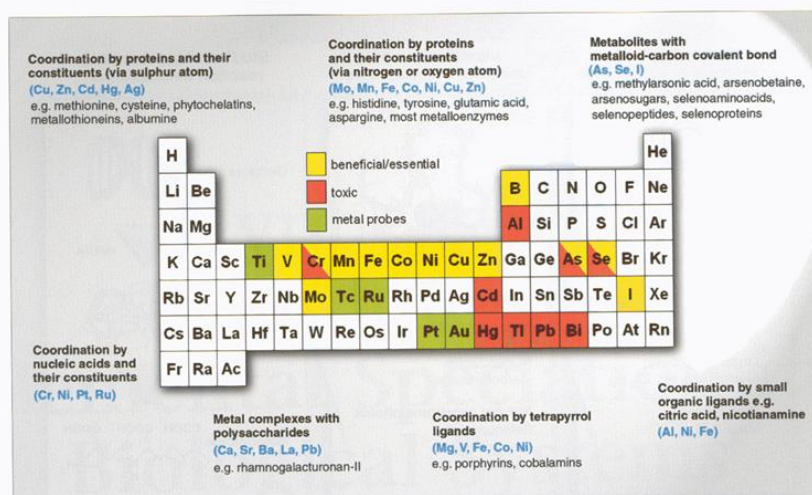 Coordination by proteins and their
constituents (via sulphur atom)
(Cu, Zn, Cd, Hg, Ag)
e.g. methionine, cysteine, phytochelatins,
metallothioneins, albumine
Coordination by proteins
and their constituents
(via nitrogen or oxygen atom)
(Mo, Mn, Fe, Co, Ni, Cu, Zn)
e.g. histidine, tyrosine, glutamic acid,
aspargine, most metalloenzymes
Metabolites with
metalloid-carbon covalent bond
(As, Se, I)
e.g. methylarsonic acid, arsenobetaine,
arsenosugars, selenoaminoacids,
selenopeptides, selenoproteins
beneficial/essential
toxic
metal probes
H He
Li Be B C N O F Ne
Na Mg Al Si P S Cl Ar
K Ca Sc Ti V Cr Mn Fe Co Ni Cu Zn Ga Ge As Se Br Kr
Rb Sr Y Zr Nb Mo Tc Ru Rh Pd Ag Cd In Sn Sb Te I Xe
Cs Ba La Hf Ta W Re Os Ir Pt Au Hg Tl Pb Bi Po At Rn
Fr Ra Ac
Coordination by
nucleic acids and
their constituents
(Cr, Ni, Pt, Ru)
Metal complexes with
polysaccharides
(Ca, Sr, Ba, La, Pb)
e.g. rhamnogalacturonan-II
Coordination by tetrapyrrol
ligands
(Mg, V, Fe, Co, Ni)
e.g. porphyrins, cobalamins
Coordination by small
organic ligands e.g.
citric acid, nicotianamine
(Al, Ni, Fe)